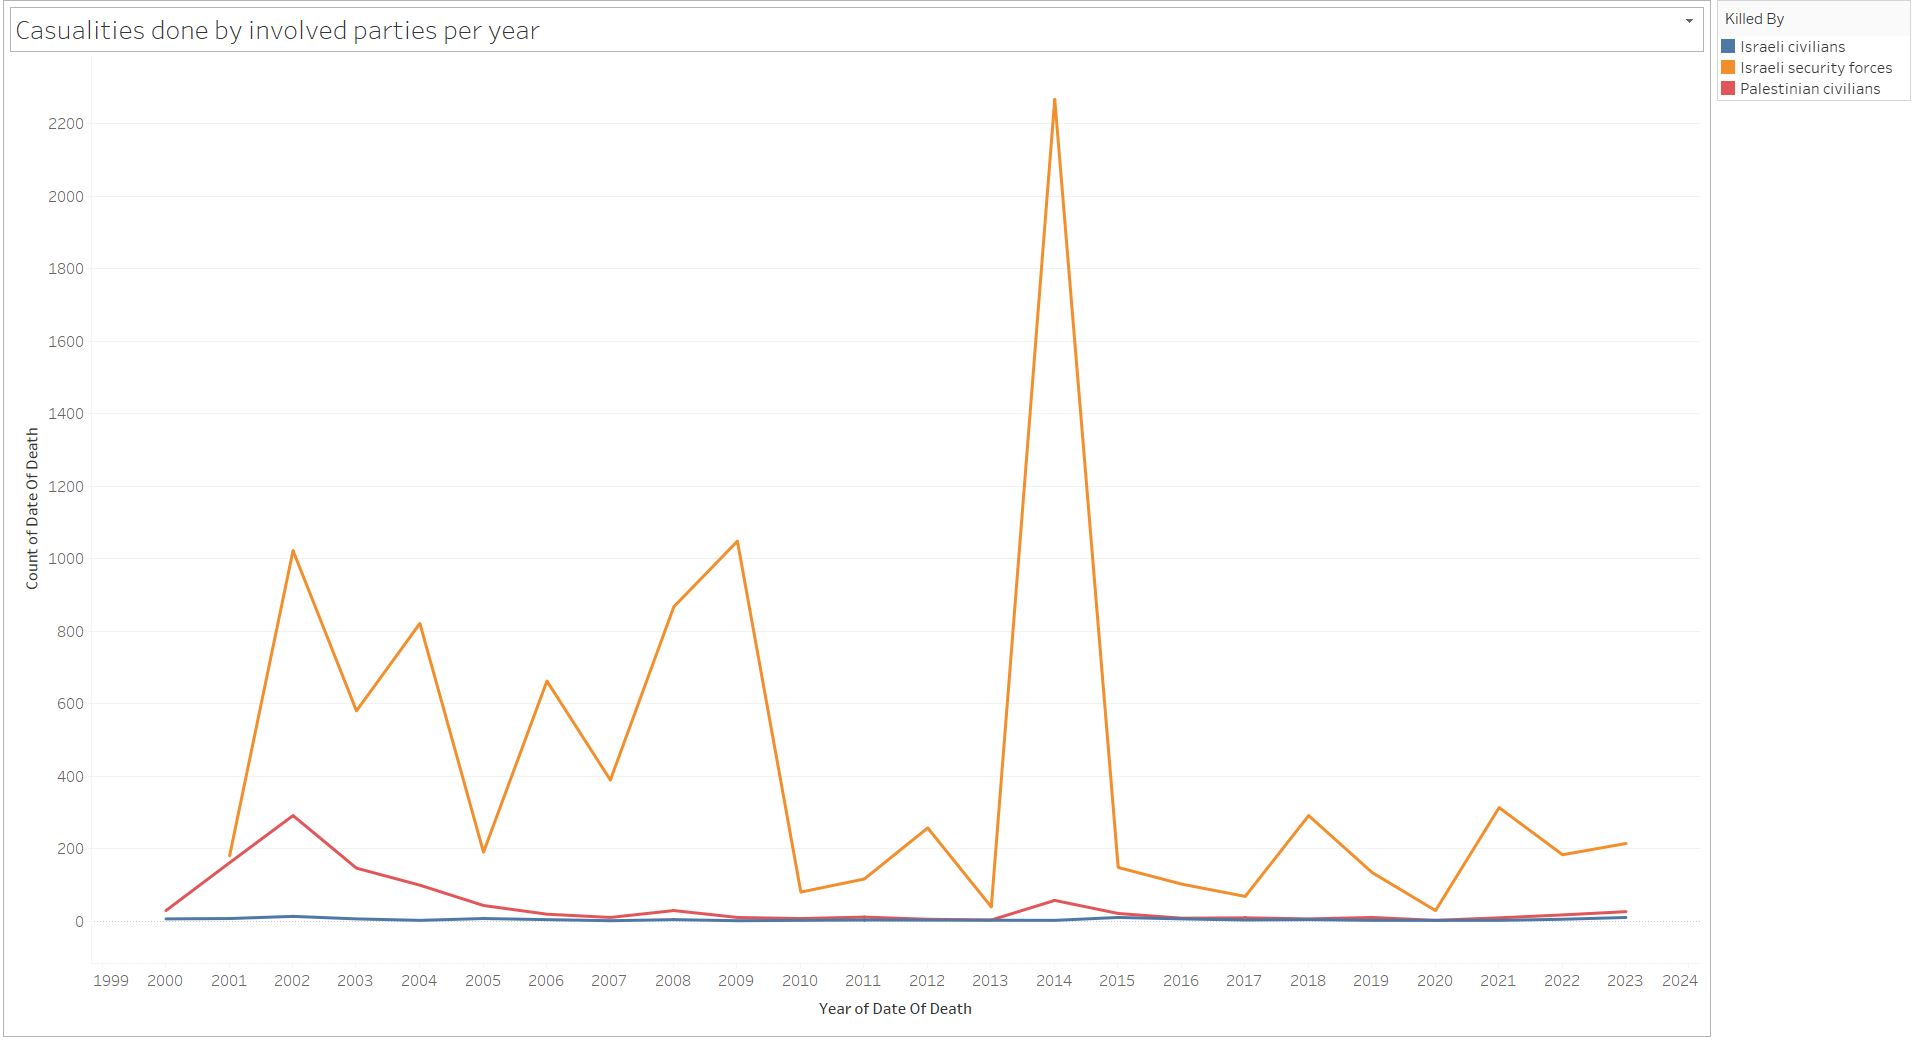 Casualities done by involved parties per year
Killed By
Israeli civilians
Israeli security forces
Palestinian civilians
2200
2000
1800
1600
1400
1200
1000
800
600
400
200
0
Count of Date Of Death
1999 2000 2001 2002 2003 2004 2005 2006 2007 2008 2009 2010 2011 2012 2013 2014 2015 2016 2017 2018 2019 2020 2021 2022 2023 2024
Year of Date Of Death